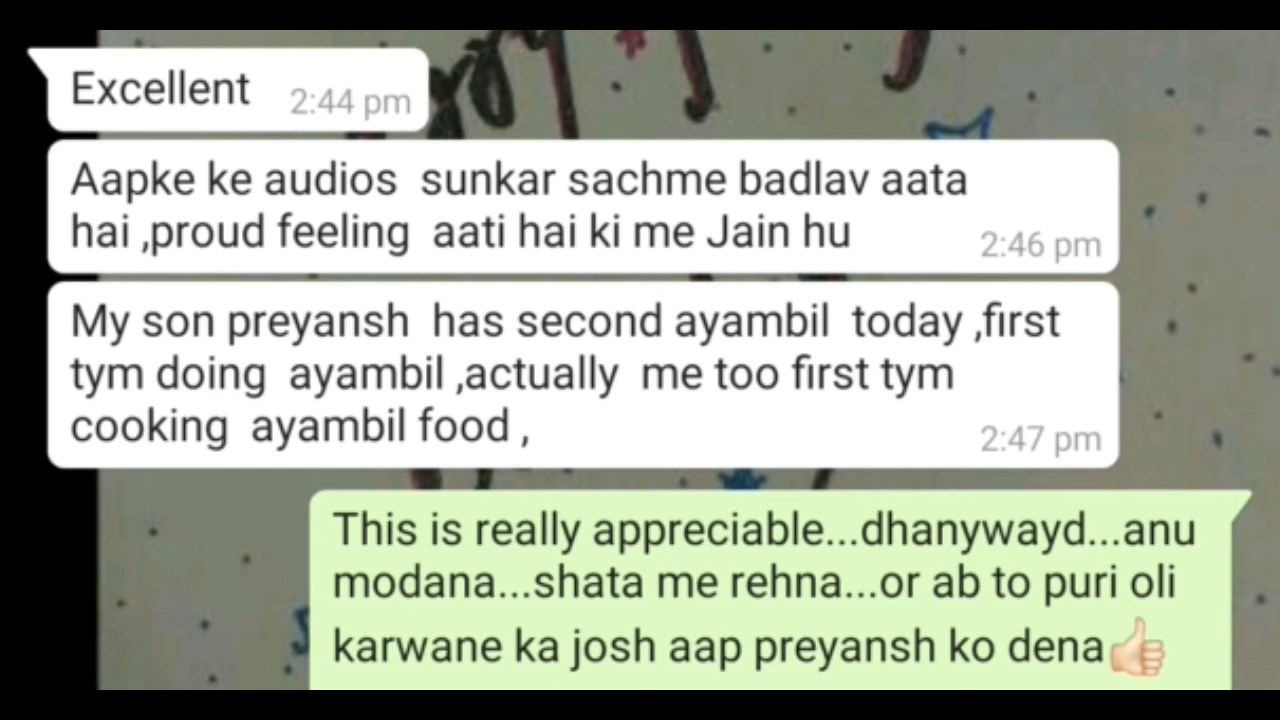 Excellent 2:44 pm
Aapke ke audios sunkar sachme badlav aata
hai ,proud feeling aati hai ki me Jain hu 2:46 pm
My son preyansh has second ayambil today ,first
tym doing ayambil ,actually me too first tym
cooking ayambil food , 2:47 pm
This is really appreciable...dhanywayd...anu
modana...shata me rehna...or ab to puri oli
karwane ka josh aap preyansh ko dena👍🏻